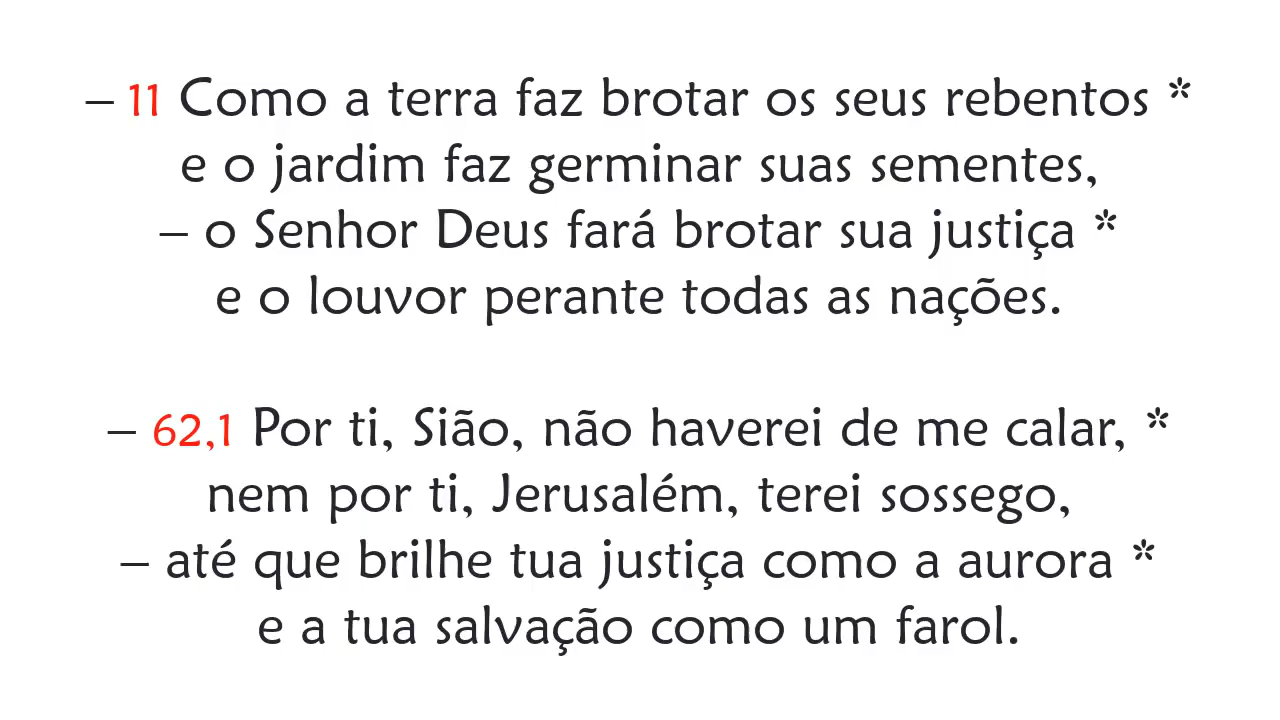 – 11 Como a terra faz brotar os seus rebentos *
e o jardim faz germinar suas sementes,
– o Senhor Deus fará brotar sua justiça *
e o louvor perante todas as nações.
– 62,1 Por ti, Sião, não haverei de me calar, *
nem por ti, Jerusalém, terei sossego,
– até que brilhe tua justiça como a aurora *
e a tua salvação como um farol.